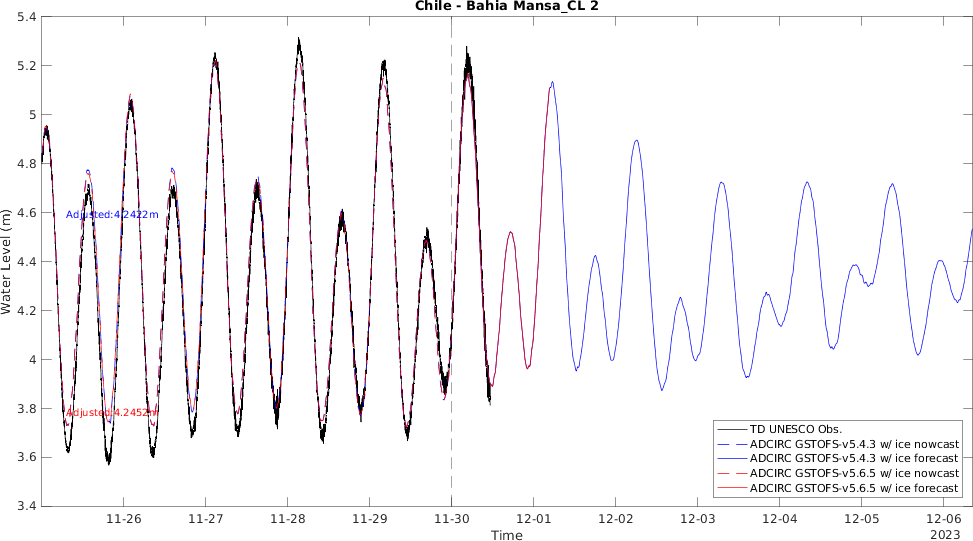 Chile - Bahia Mansa_CL 2
5.4
5.2
5
4.8
4.6
4.4
4.2
4
3.8
3.6
3.4
Water Level (m)
Adjusted:4.2422m
Adjusted:4.2452m
TD UNESCO Obs.
ADCIRC GSTOFS-v5.4.3 w/ ice nowcast
ADCIRC GSTOFS-v5.4.3 w/ ice forecast
ADCIRC GSTOFS-v5.6.5 w/ ice nowcast
ADCIRC GSTOFS-v5.6.5 w/ ice forecast
11-26 11-27 11-28 11-29 11-30 12-01 12-02 12-03 12-04 12-05 12-06
Time
2023